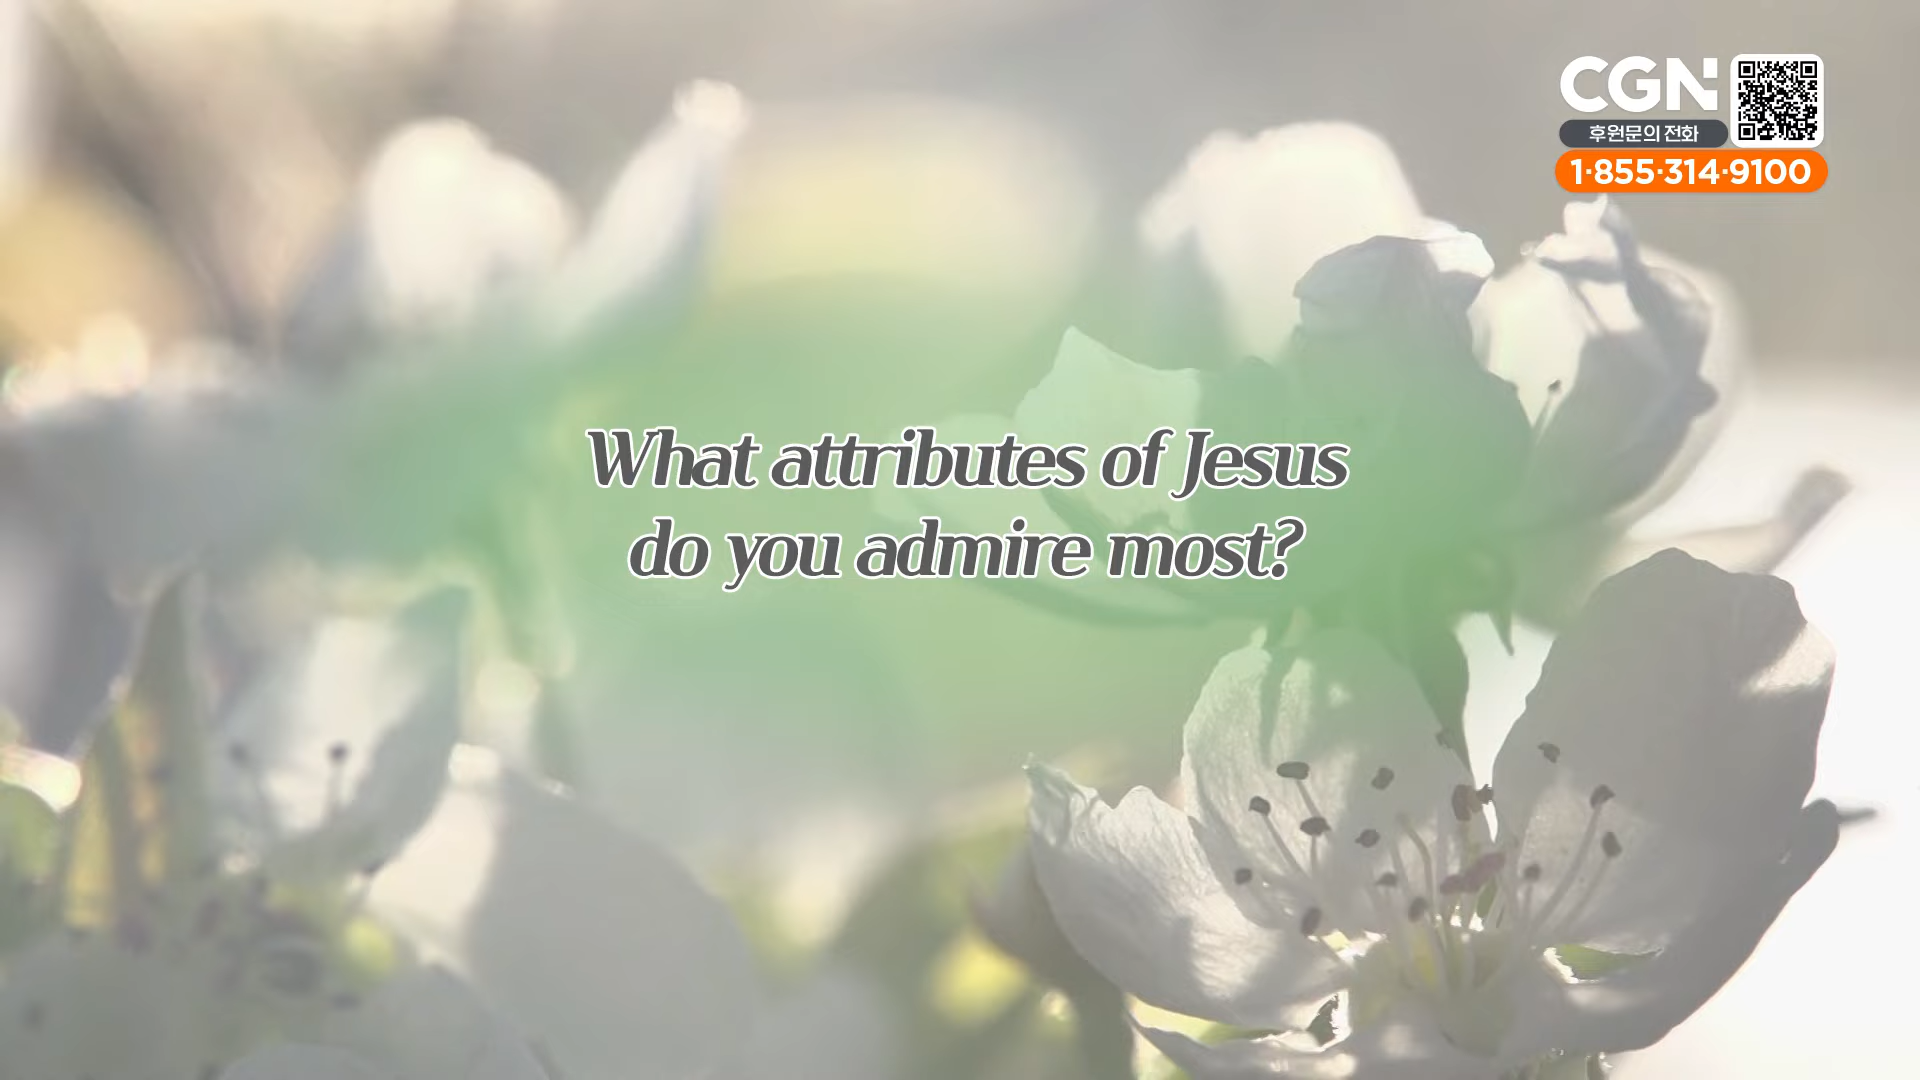 CGN
후원문의 전화
1·855·314·9100
What attributes of Jesus
do you admire most?